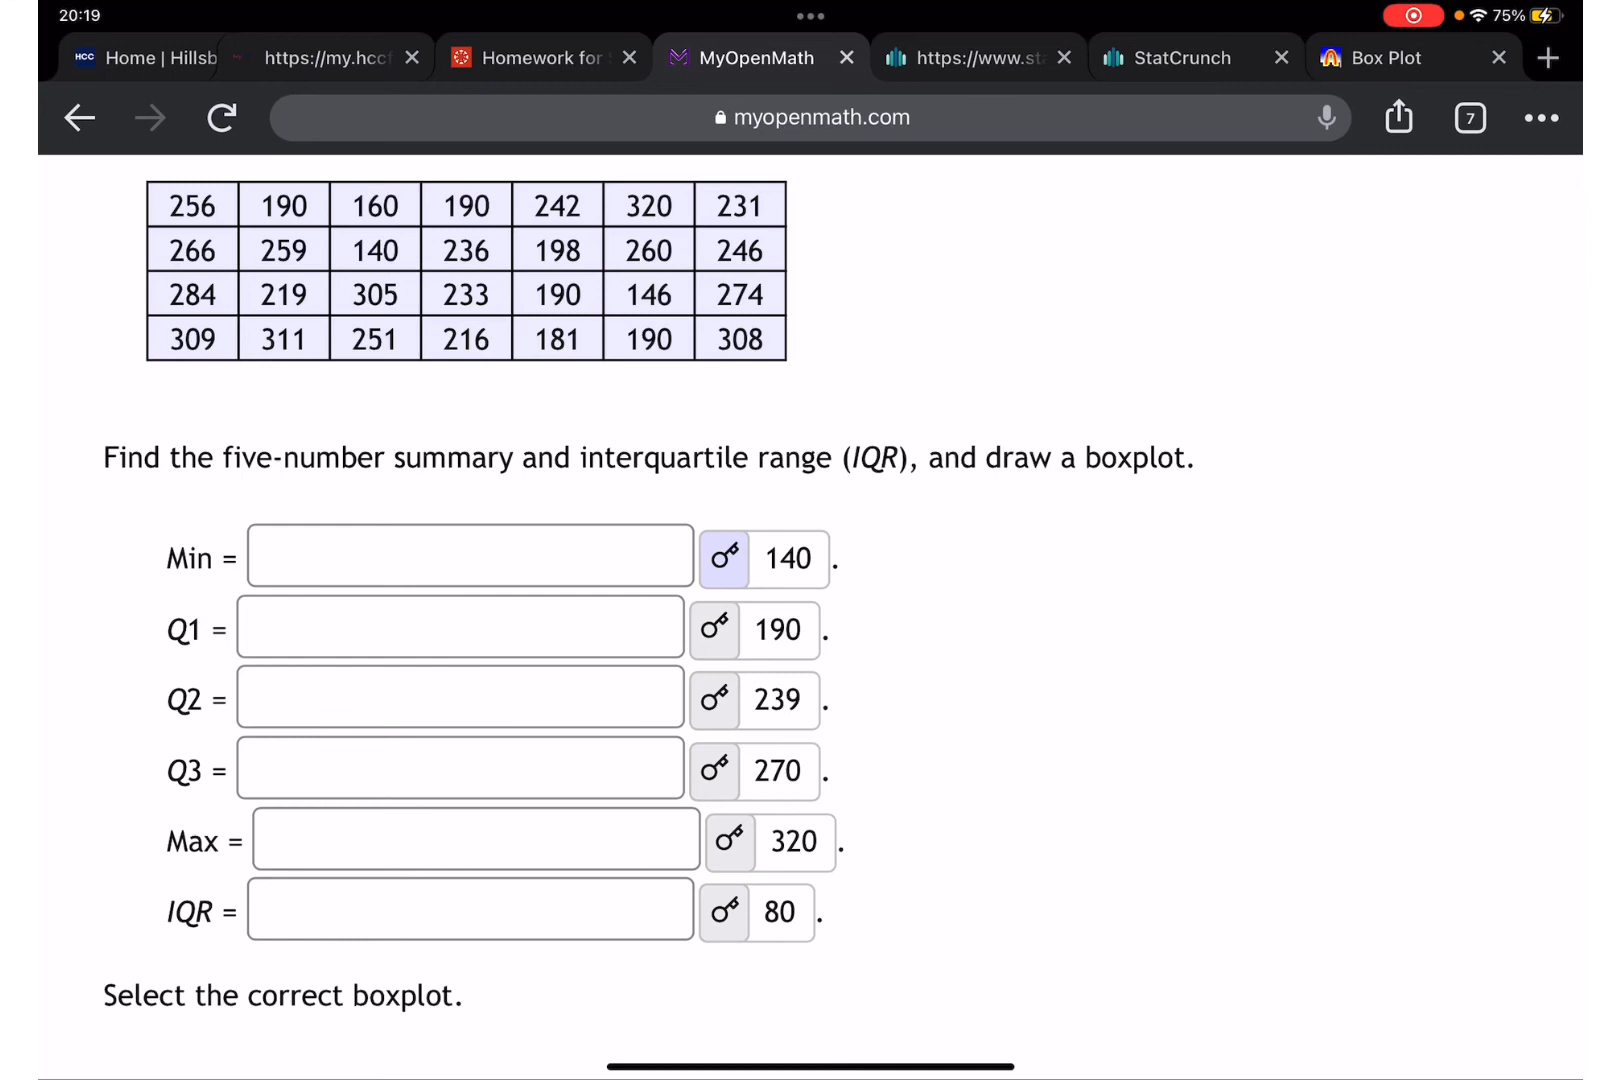 20:19
75%
HCC Home | Hillsb
https://my.hccf
Homework for
MyOpenMath
https://www.sta
StatCrunch
Box Plot
myopenmath.com
7
256 190 160 190 242 320 231
266 259 140 236 198 260 246
284 219 305 233 190 146 274
309 311 251 216 181 190 308
Find the five-number summary and interquartile range (IQR), and draw a boxplot.
Min = 140 .
Q1 = 190 .
Q2 = 239 .
Q3 = 270 .
Max = 320 .
IQR = 80 .
Select the correct boxplot.